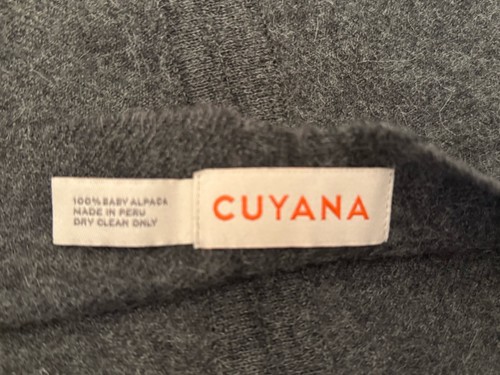 100% BABY ALPACA
MADE IN PERU
DRY CLEAN ONLY
CUYANA